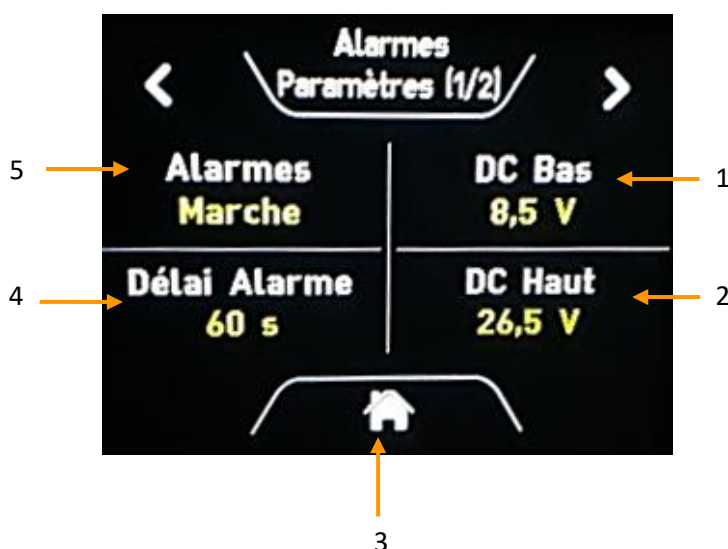 Alarmes
Paramètres (1/2)
5
Alarmes
Marche
DC Bas
8,5 V
1
4
Délai Alarme
60 s
DC Haut
26,5 V
2
3